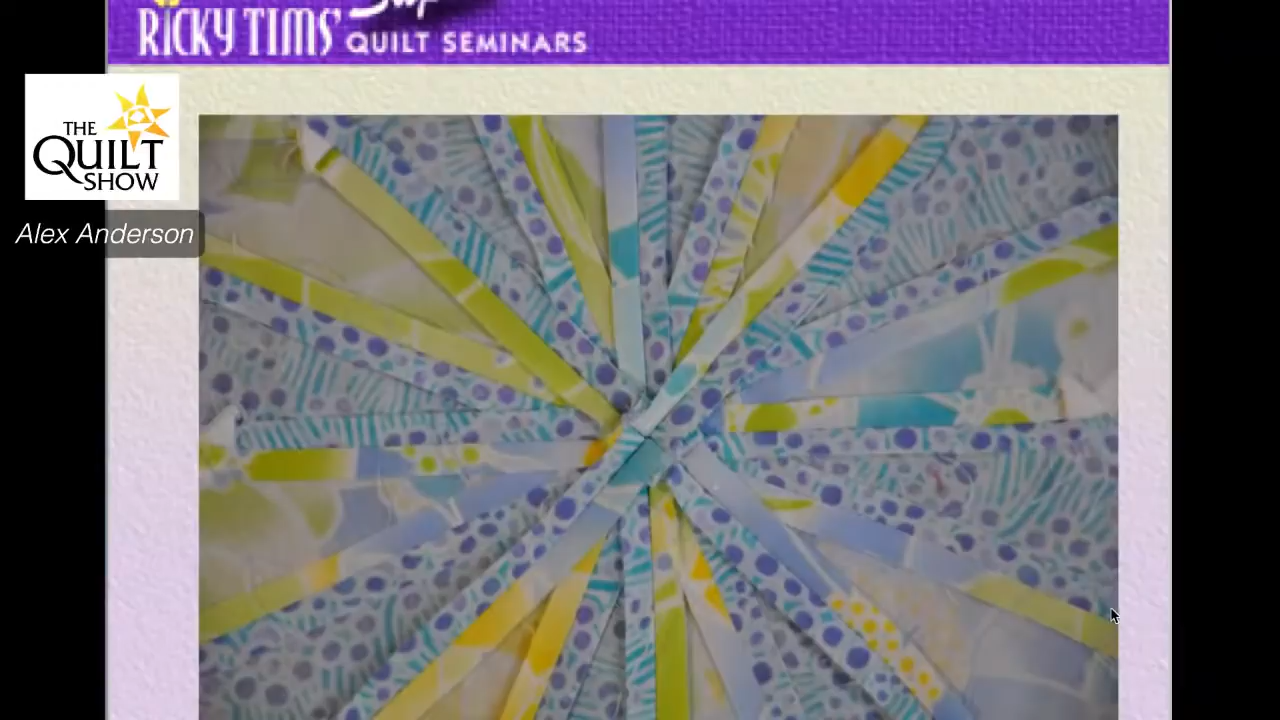 RICKY TIMS'
QUILT SEMINARS
THE
QUILT
SHOW
Alex Anderson